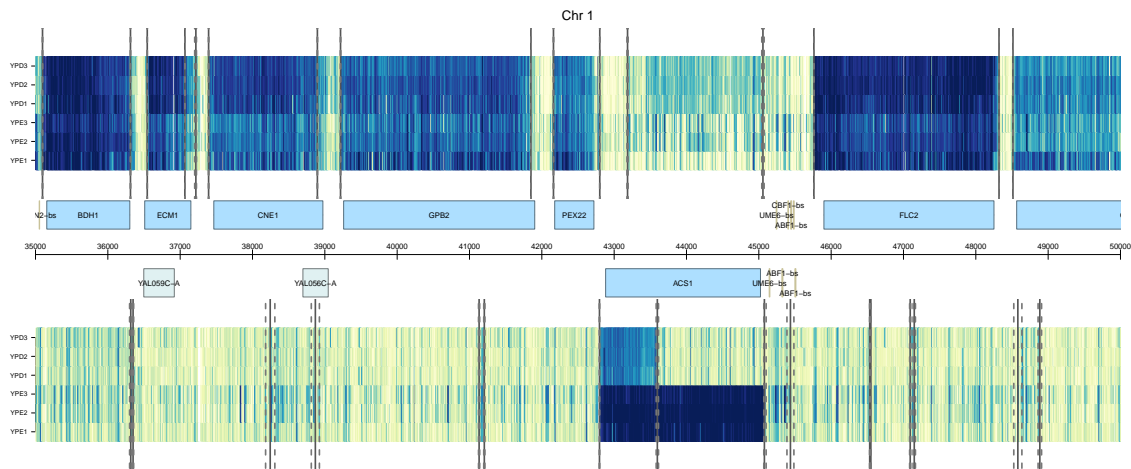 Chr 1
YPD3
YPD2
YPD1
YPE3
YPE2
YPE1
N2-bs BDH1 ECM1 CNE1 GPB2 PEX22 CBF1-bs UME6-bs ABF1-bs FLC2
35000 36000 37000 38000 39000 40000 41000 42000 43000 44000 45000 46000 47000 48000 49000 50000
YAL059C-A YAL056C-A ACS1 ABF1-bs UME6-bs ABF1-bs
YPD3
YPD2
YPD1
YPE3
YPE2
YPE1